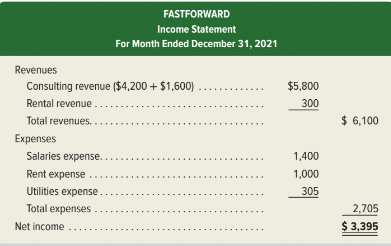 FASTFORWARD
Income Statement
For Month Ended December 31, 2021
Revenues
Consulting revenue ($4,200 + $1,600) . . . . . . . . . . . . . $5,800
Rental revenue . . . . . . . . . . . . . . . . . . . . . . . . . . . . . . . . . 300
Total revenues. . . . . . . . . . . . . . . . . . . . . . . . . . . . . . . . . . $ 6,100
Expenses
Salaries expense. . . . . . . . . . . . . . . . . . . . . . . . . . . . . . . . 1,400
Rent expense . . . . . . . . . . . . . . . . . . . . . . . . . . . . . . . . . . 1,000
Utilities expense . . . . . . . . . . . . . . . . . . . . . . . . . . . . . . . . 305
Total expenses . . . . . . . . . . . . . . . . . . . . . . . . . . . . . . . . . 2,705
Net income . . . . . . . . . . . . . . . . . . . . . . . . . . . . . . . . . . . . . . $ 3,395